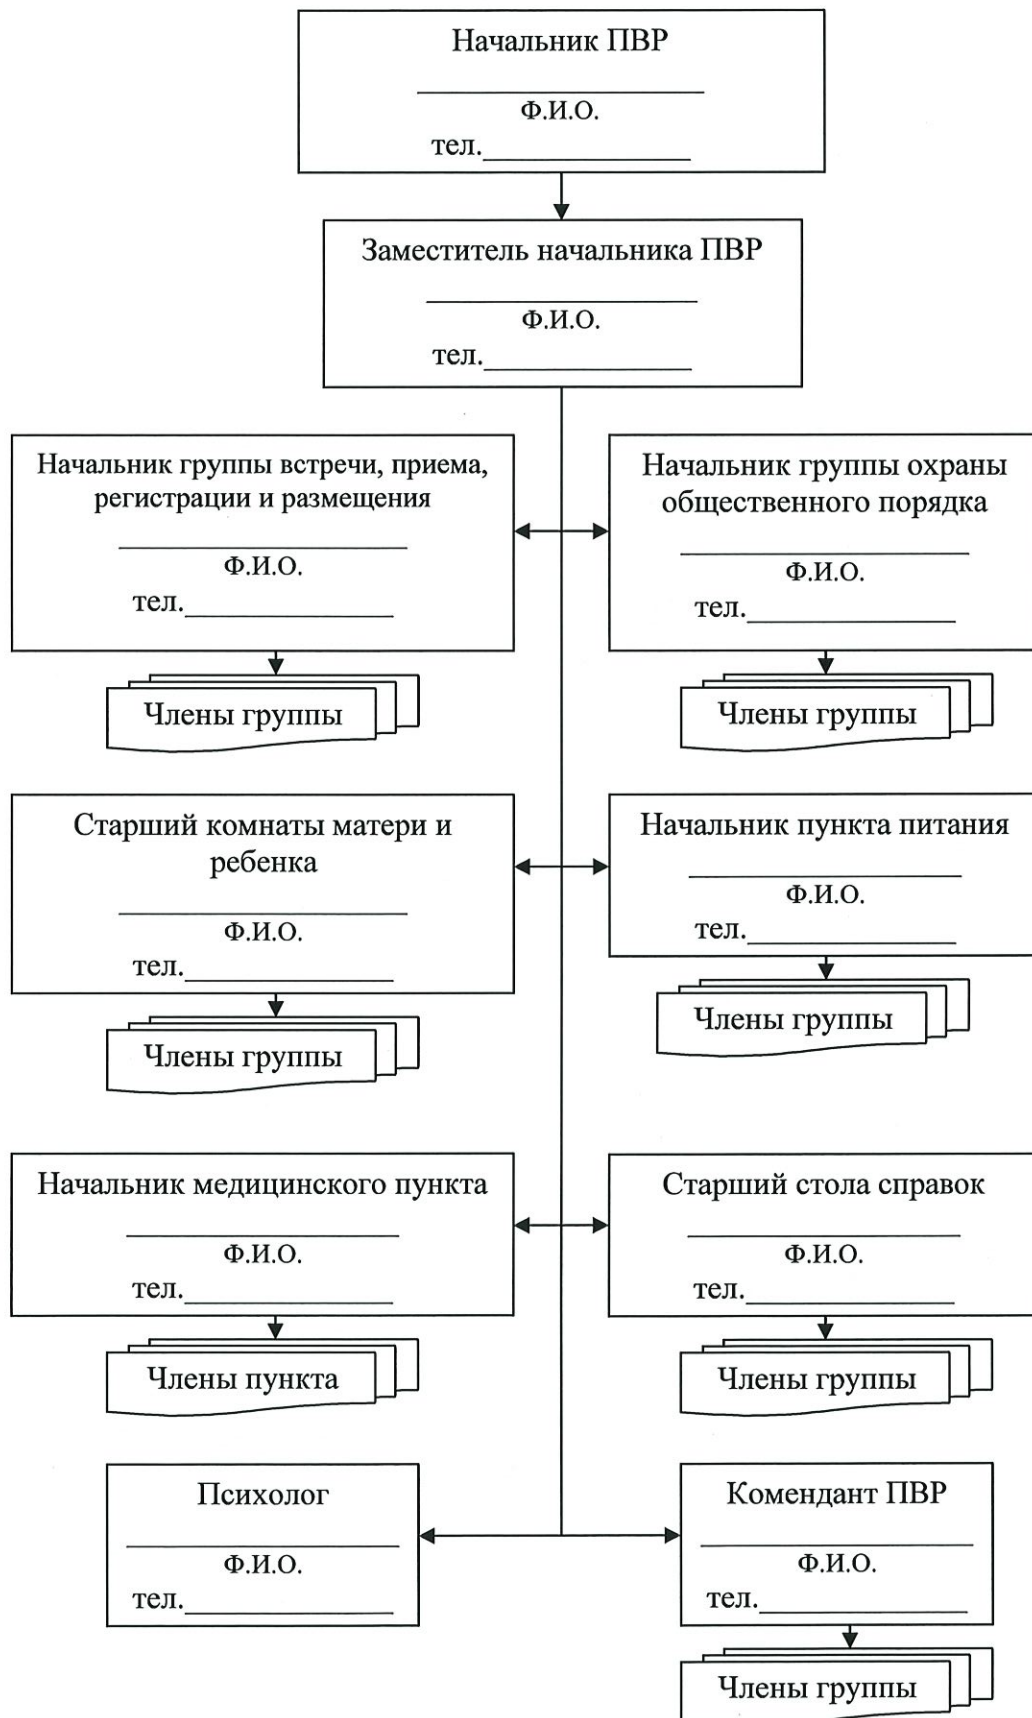 Начальник ПВР
Ф.И.О.
тел.
Заместитель начальника ПВР
Ф.И.О.
тел.
Начальник группы встречи, приема,
регистрации и размещения
Ф.И.О.
тел.
Члены группы
Начальник группы охраны
общественного порядка
Ф.И.О.
тел.
Члены группы
Старший комнаты матери и
ребенка
Ф.И.О.
тел.
Члены группы
Начальник пункта питания
Ф.И.О.
тел.
Члены группы
Начальник медицинского пункта
Ф.И.О.
тел.
Члены пункта
Старший стола справок
Ф.И.О.
тел.
Члены группы
Психолог
Ф.И.О.
тел.
Комендант ПВР
Ф.И.О.
тел.
Члены группы